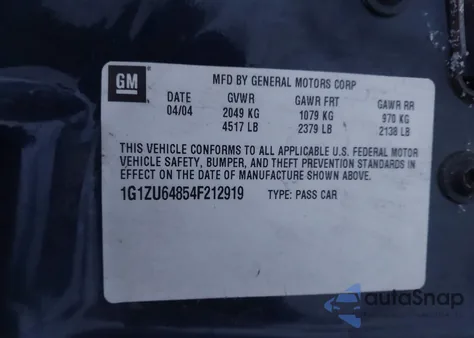 GM
MFD BY GENERAL MOTORS CORP
DATE GVWR GAWR FRT GAWR RR
04/04 2049 KG 1079 KG 970 KG
4517 LB 2379 LB 2138 LB
THIS VEHICLE CONFORMS TO ALL APPLICABLE U.S. FEDERAL MOTOR
VEHICLE SAFETY, BUMPER, AND THEFT PREVENTION STANDARDS IN
EFFECT ON THE DATE OF MANUFACTURE SHOWN ABOVE.
1G1ZU64854F212919 TYPE: PASS CAR
autoSnap